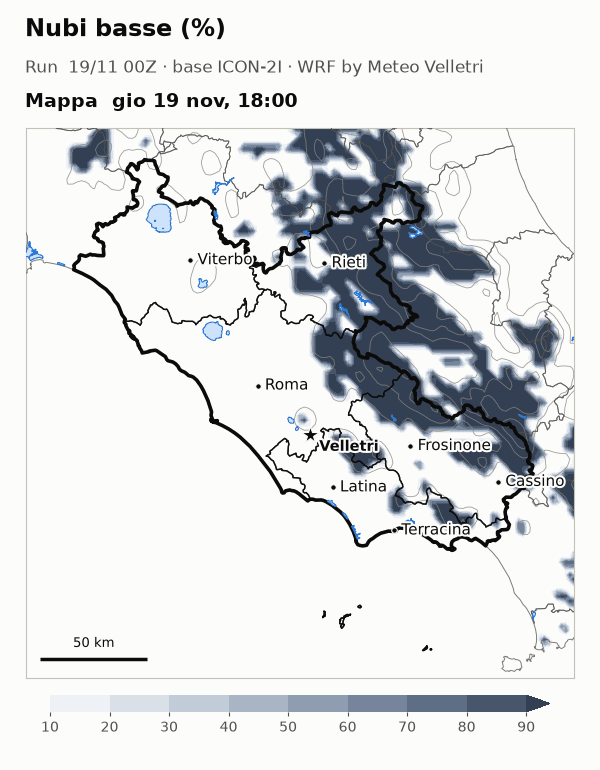 Nubi basse (%)
Run  19/11 00Z · base ICON-2I · WRF by Meteo Velletri
Mappa  gio 19 nov, 18:00
Viterbo
Rieti
Roma
Velletri
Frosinone
Latina
Cassino
Terracina
50 km
10 20 30 40 50 60 70 80 90